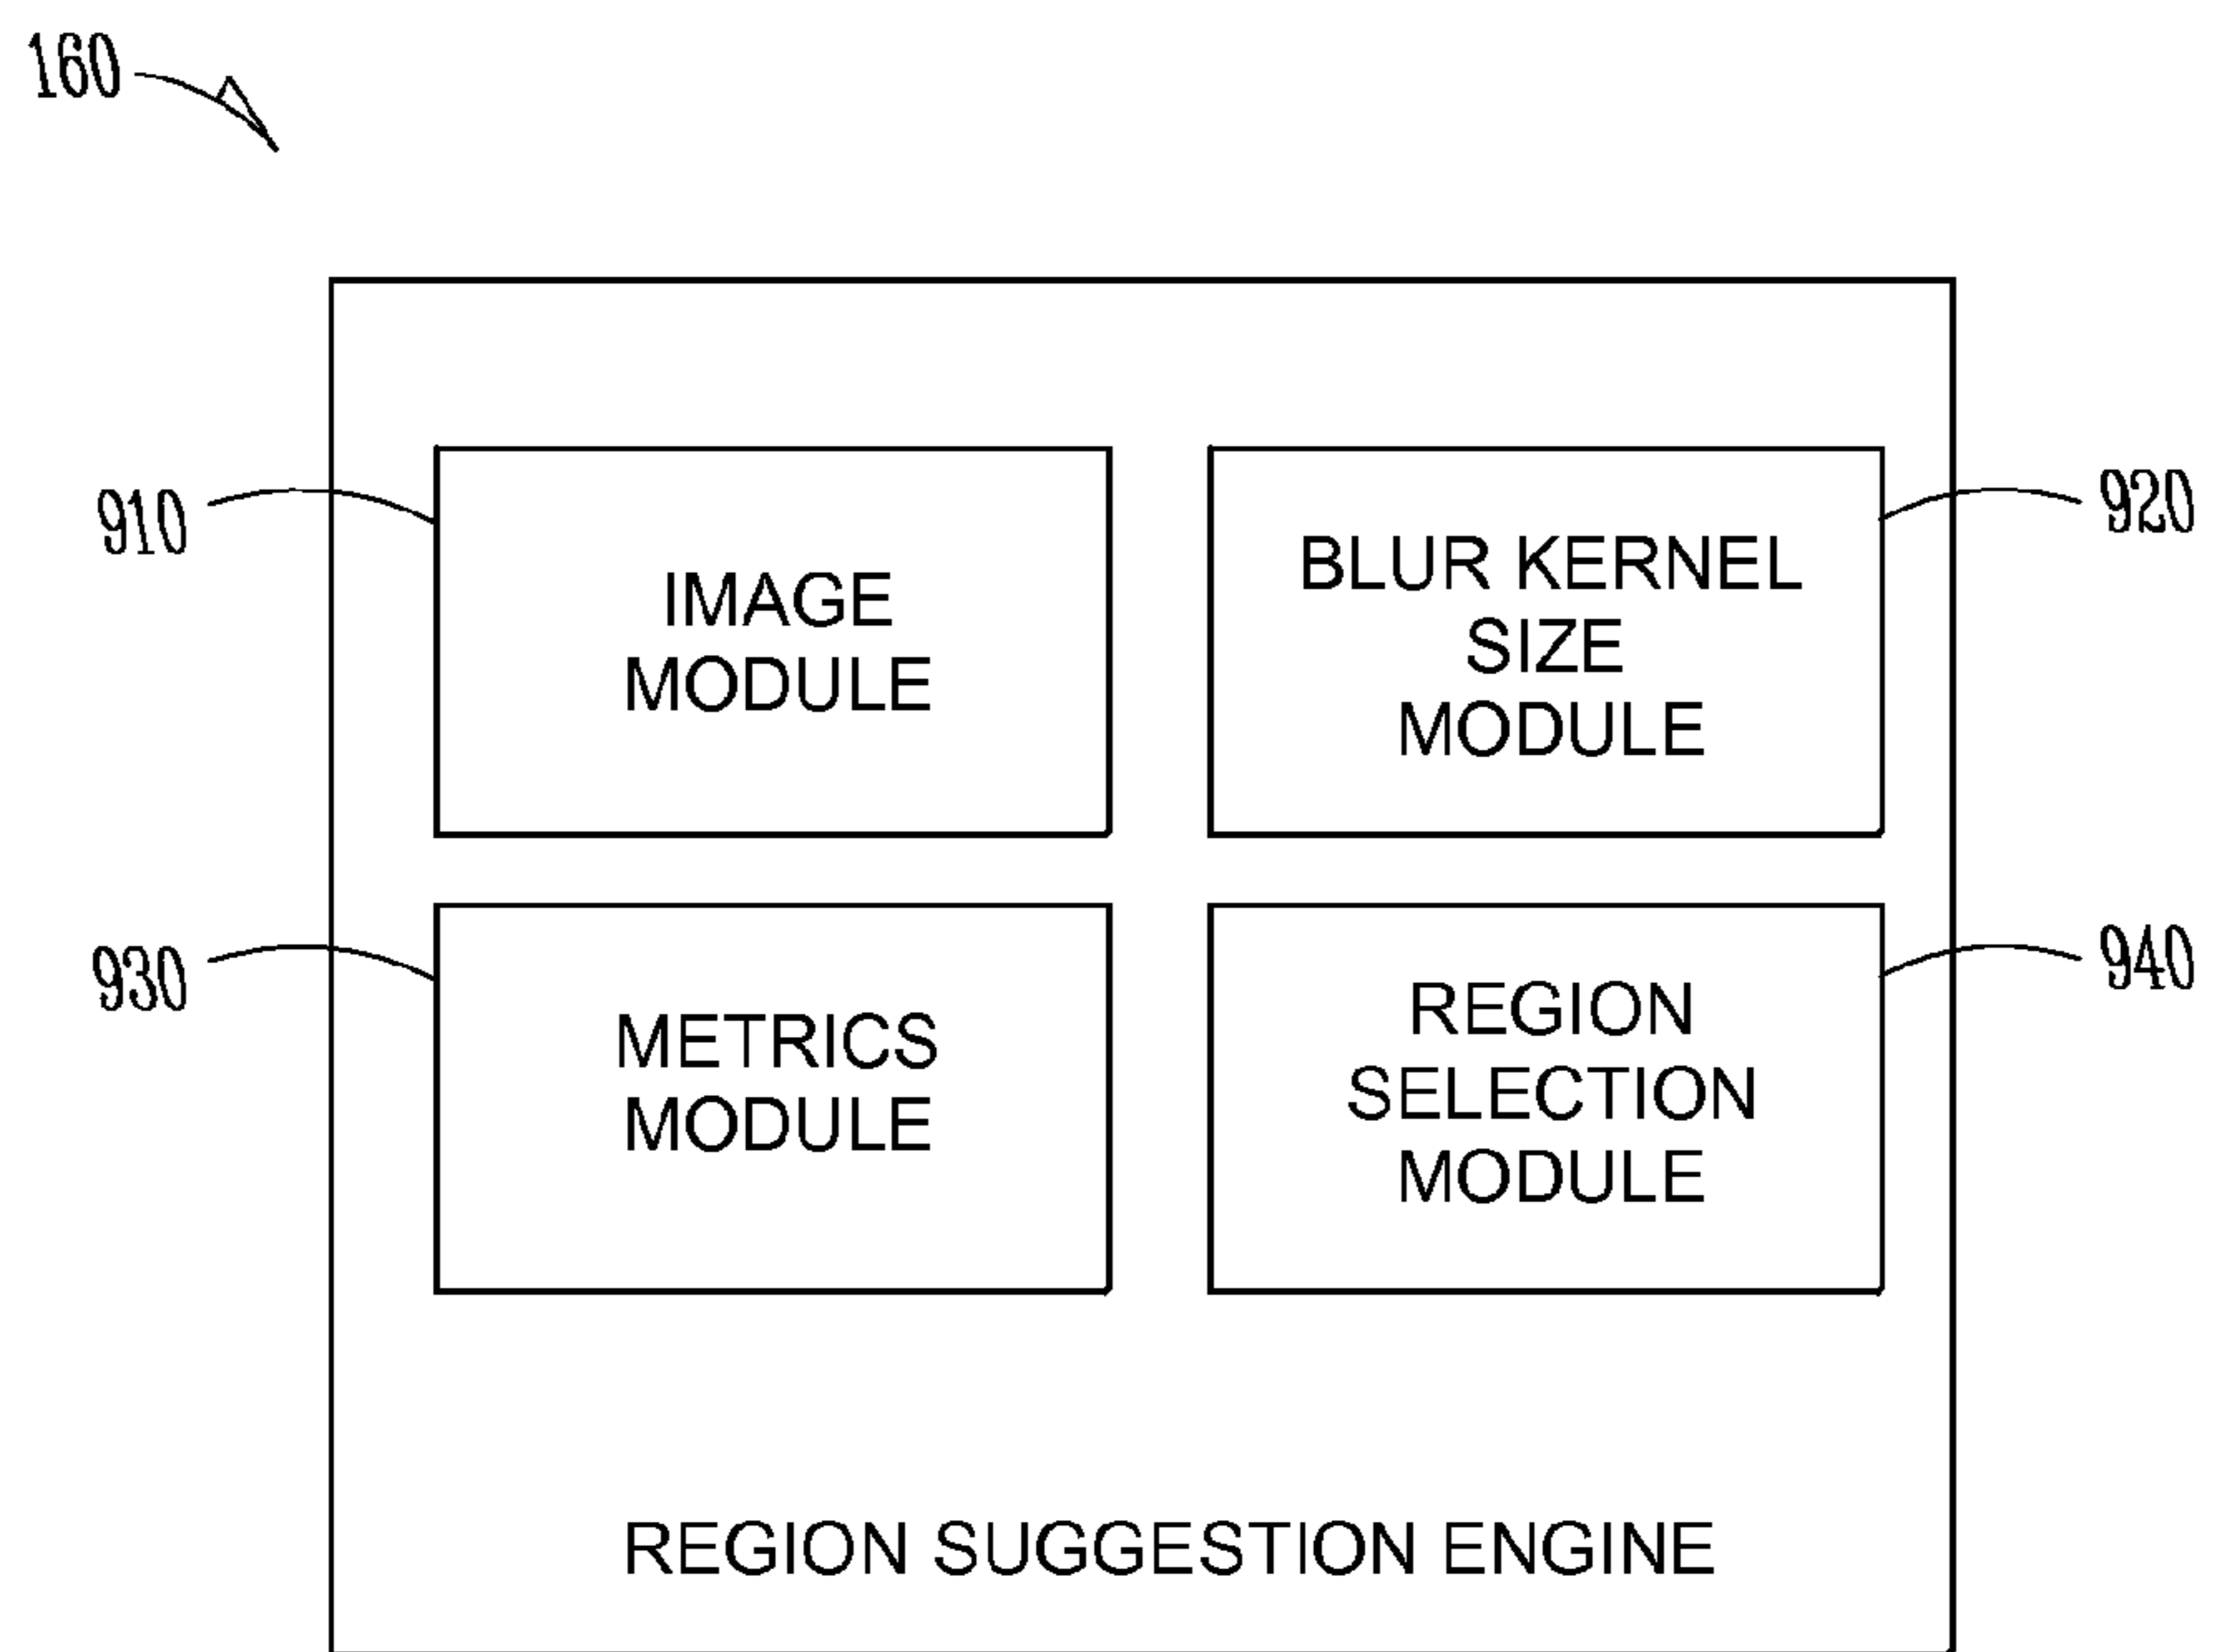 160
910
IMAGE
MODULE
920
BLUR KERNEL
SIZE
MODULE
930
METRICS
MODULE
940
REGION
SELECTION
MODULE
REGION SUGGESTION ENGINE